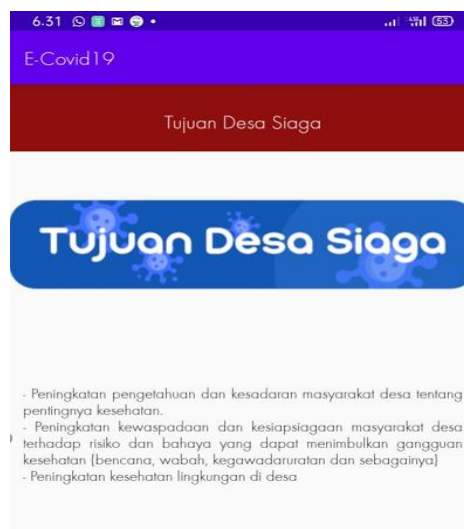 6.31
53
E-Covid19
Tujuan Desa Siaga
Tujuan Desa Siaga
- Peningkatan pengetahuan dan kesadaran masyarakat desa tentang
pentingnya kesehatan.
- Peningkatan kewaspadaan dan kesiapsiagaan masyarakat desa
terhadap risiko dan bahaya yang dapat menimbulkan gangguan
kesehatan (bencana, wabah, kegawadaruratan dan sebagainya)
- Peningkatan kesehatan lingkungan di desa